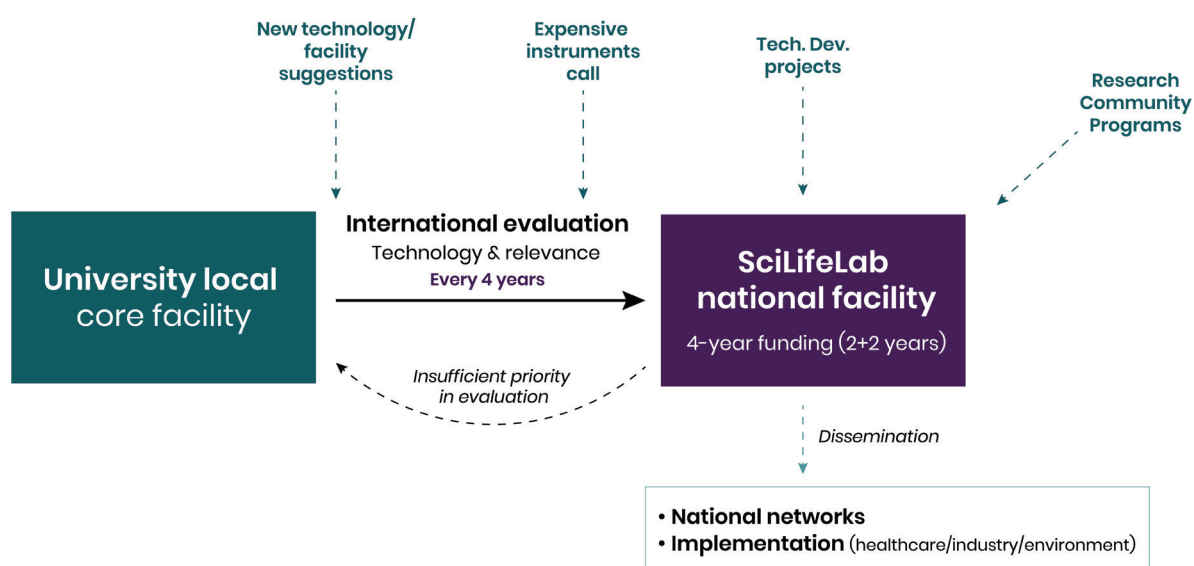 New technology/
facility
suggestions
Expensive
instruments
call
Tech. Dev.
projects
Research
Community
Programs
University local
core facility
International evaluation
Technology & relevance
Every 4 years
SciLifeLab
national facility
4-year funding (2+2 years)
Insufficient priority
in evaluation
Dissemination
• National networks
• Implementation (healthcare/industry/environment)